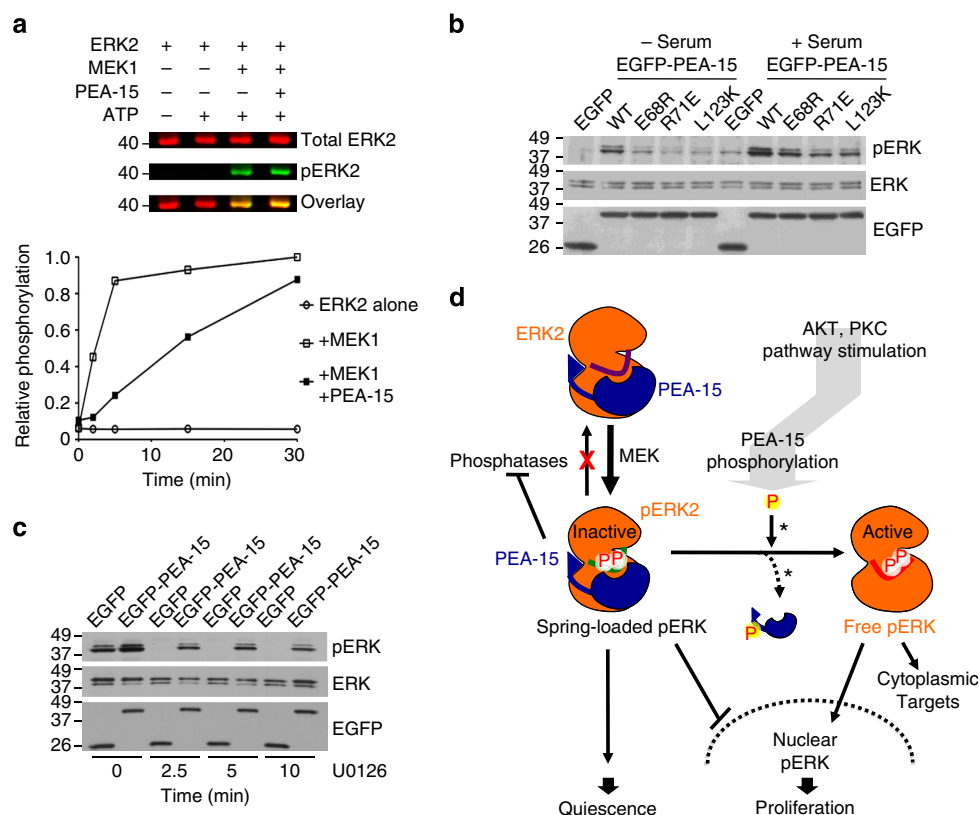 a
ERK2 + + + +
MEK1 – – + +
PEA-15 – – – +
ATP – + + +
40 Total ERK2
40 pERK2
40 Overlay
Relative phosphorylation
1.0
0.8
0.6
0.4
0.2
0
0 10 20 30
Time (min)
ERK2 alone
+MEK1
+MEK1
+PEA-15
b
– Serum
EGFP-PEA-15
+ Serum
EGFP-PEA-15
EGFP WT E68R R71E L123K EGFP WT E68R R71E L123K
49
37
pERK
49
37
ERK
49
37
26
EGFP
c
EGFP EGFP-PEA-15 EGFP EGFP-PEA-15 EGFP EGFP-PEA-15 EGFP EGFP-PEA-15
49
37
pERK
49
37
ERK
49
37
26
EGFP
0 2.5 5 10 U0126
Time (min)
d
ERK2
PEA-15
AKT, PKC
pathway stimulation
Phosphatases
X
MEK
PEA-15
phosphorylation
P
*
pERK2
Inactive
PEA-15
PP
Spring-loaded pERK
*
P
Active
P P
Free pERK
Cytoplasmic
Targets
Nuclear
pERK
Quiescence
Proliferation